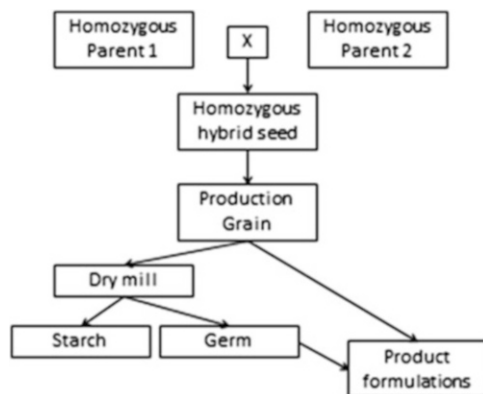 Homozygous
Parent 1
X
Homozygous
Parent 2
Homozygous
hybrid seed
Production
Grain
Dry mill
Starch
Germ
Product
formulations